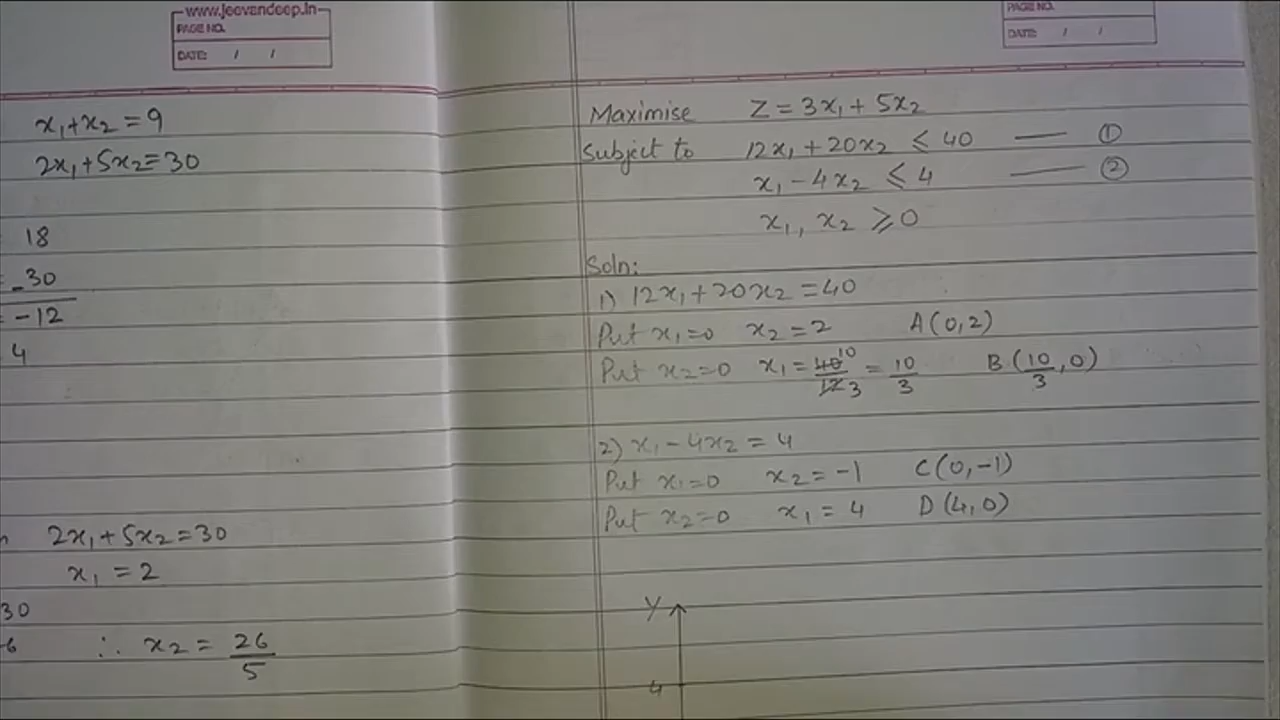 www.jeevandeep.in
PAGE NO.
DATE: / /
x₁+x₂ = 9
2x₁+5x₂=30
18
-30
= -12
4
2x₁+5x₂=30
x₁ = 2
30
∴ x₂ = 26/5
PAGE NO.
DATE: / /
Maximise Z = 3x₁ + 5x₂
Subject to 12x₁ + 20x₂ ≤ 40 — ①
x₁ - 4x₂ ≤ 4 — ②
x₁, x₂ ≥ 0
Soln:
1) 12x₁ + 20x₂ = 40
Put x₁=0 x₂ = 2 A(0,2)
Put x₂=0 x₁ = 40/12 10/3 = 10/3 B(10/3, 0)
2) x₁ - 4x₂ = 4
Put x₁=0 x₂ = -1 C(0,-1)
Put x₂=0 x₁ = 4 D(4,0)
Y
4